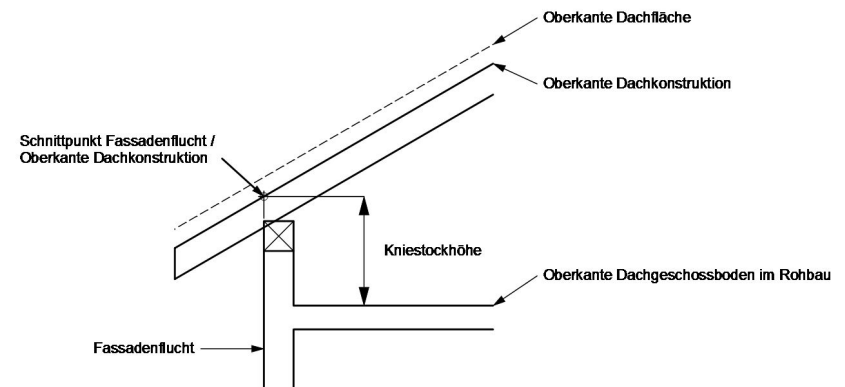 Oberkante Dachfläche
Oberkante Dachkonstruktion
Schnittpunkt Fassadenflucht /
Oberkante Dachkonstruktion
Kniestockhöhe
Oberkante Dachgeschossboden im Rohbau
Fassadenflucht